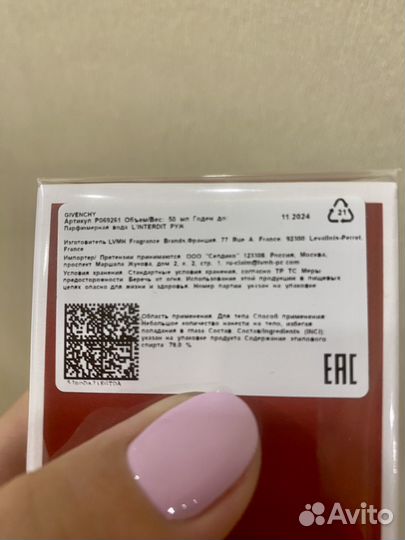 GIVENCHY
Артикул P069261 Объем/Вес: 50 мл Годен до: 11.2024
Парфюмерная вода L'INTERDIT РУЖ
21
Изготовитель LVMH Fragrance Brands,Франция, 77 Rue A. France, 92300 Levallois-Perret,
France
Импортер/ Претензии принимаются ООО "Селдико" 123308, Россия, Москва,
проспект Маршала Жукова, дом 2, к. 2, стр. 1, ru-claim@lvmh-pc.com
Условия хранения Стандартные условия хранения, согласно ТР ТС Меры
предосторожности Беречь от огня. Использование этой продукции в пищевых
целях опасно для жизни и здоровья. Номер партии указан на упаковке
Область применения Для тела Способ применения
Небольшое количество нанести на тело, избегая
попадания в глаза Состав Состав/Ingredients (INCI):
указан на упаковке продукта Содержание этилового
спирта 79,0 %
EAC
Avito